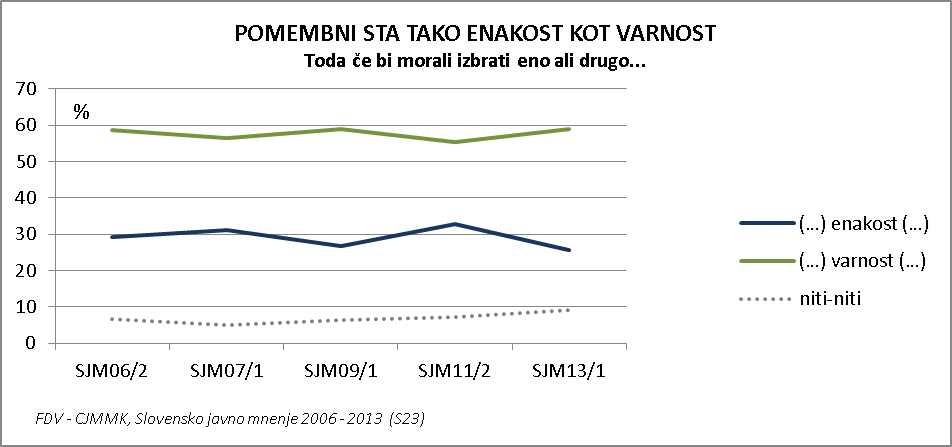 POMEMBNI STA TAKO ENAKOST KOT VARNOST
Toda če bi morali izbrati eno ali drugo...
%
70
60
50
40
30
20
10
0
SJM06/2 SJM07/1 SJM09/1 SJM11/2 SJM13/1
(...) enakost (...)
(...) varnost (...)
niti-niti
FDV - CJMMK, Slovensko javno mnenje 2006 - 2013 (S23)